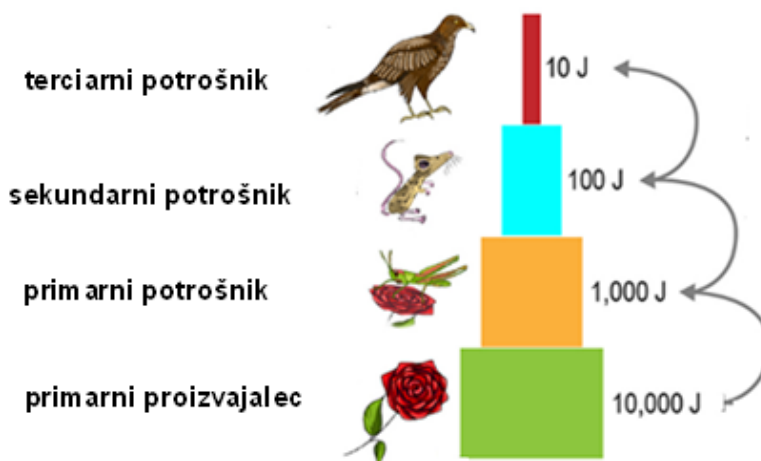 terciarni potrošnik
10 J
sekundarni potrošnik
100 J
primarni potrošnik
1,000 J
primarni proizvajalec
10,000 J